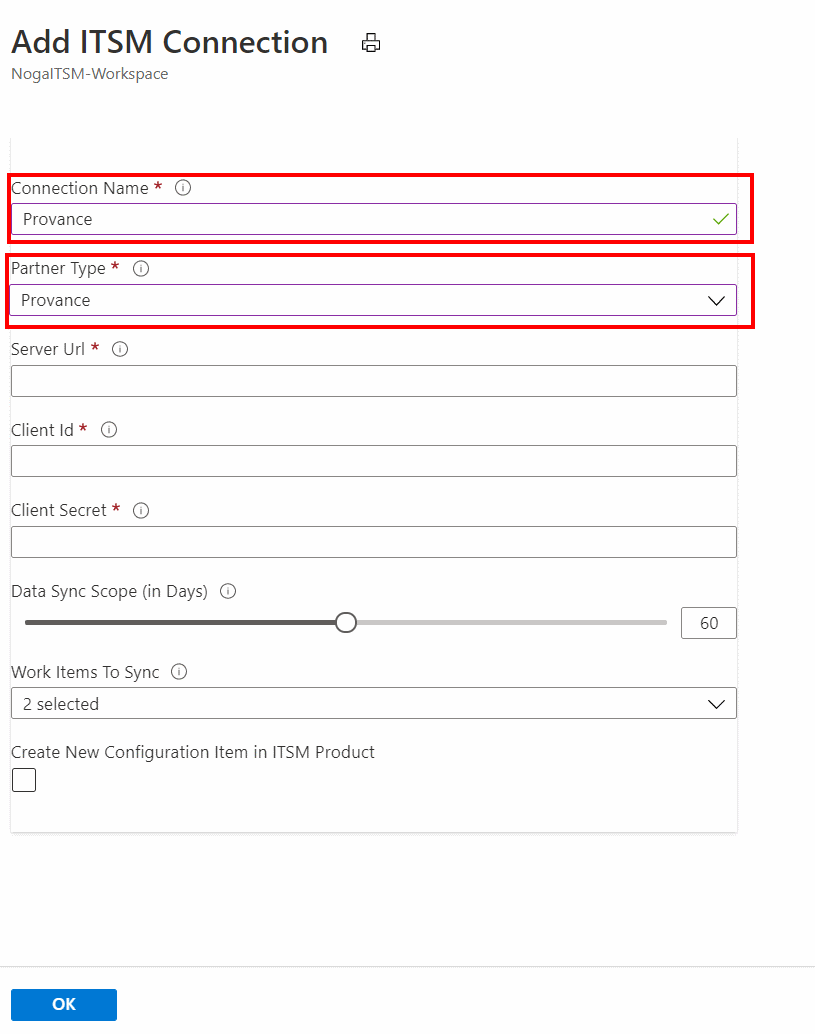 Add ITSM Connection
NogaITSM-Workspace
Connection Name *
Provance
Partner Type *
Provance
Server Url *
Client Id *
Client Secret *
Data Sync Scope (in Days)
60
Work Items To Sync
2 selected
Create New Configuration Item in ITSM Product
OK